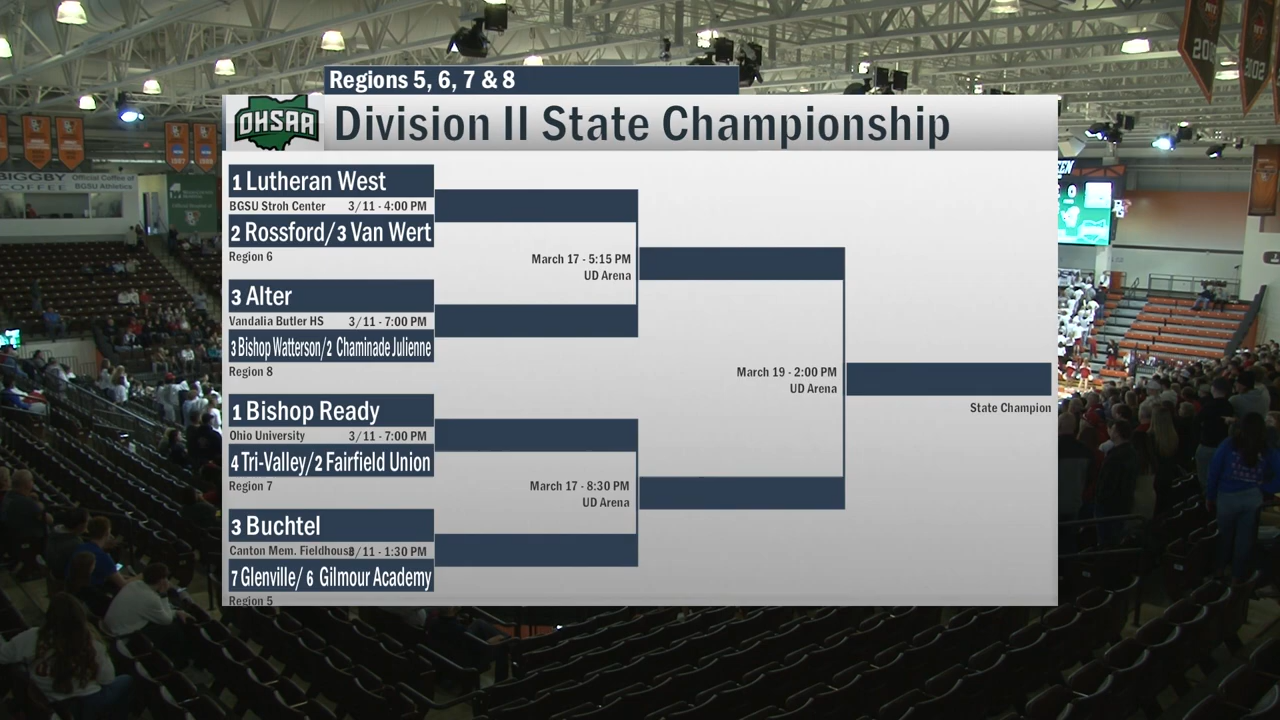 Regions 5, 6, 7 & 8
OHSAA
Division II State Championship
1 Lutheran West
BGSU Stroh Center 3/11 - 4:00 PM
2 Rossford/3 Van Wert
Region 6
March 17 - 5:15 PM
UD Arena
3 Alter
Vandalia Butler HS 3/11 - 7:00 PM
3 Bishop Watterson/2 Chaminade Julienne
Region 8
March 19 - 2:00 PM
UD Arena
State Champion
1 Bishop Ready
Ohio University 3/11 - 7:00 PM
4 Tri-Valley/2 Fairfield Union
Region 7
March 17 - 8:30 PM
UD Arena
3 Buchtel
Canton Mem. Fieldhouse 3/11 - 1:30 PM
7 Glenville/ 6 Gilmour Academy
Region 5
BIGGBY
COFFEE
Official Coffee of
BGSU Athletics